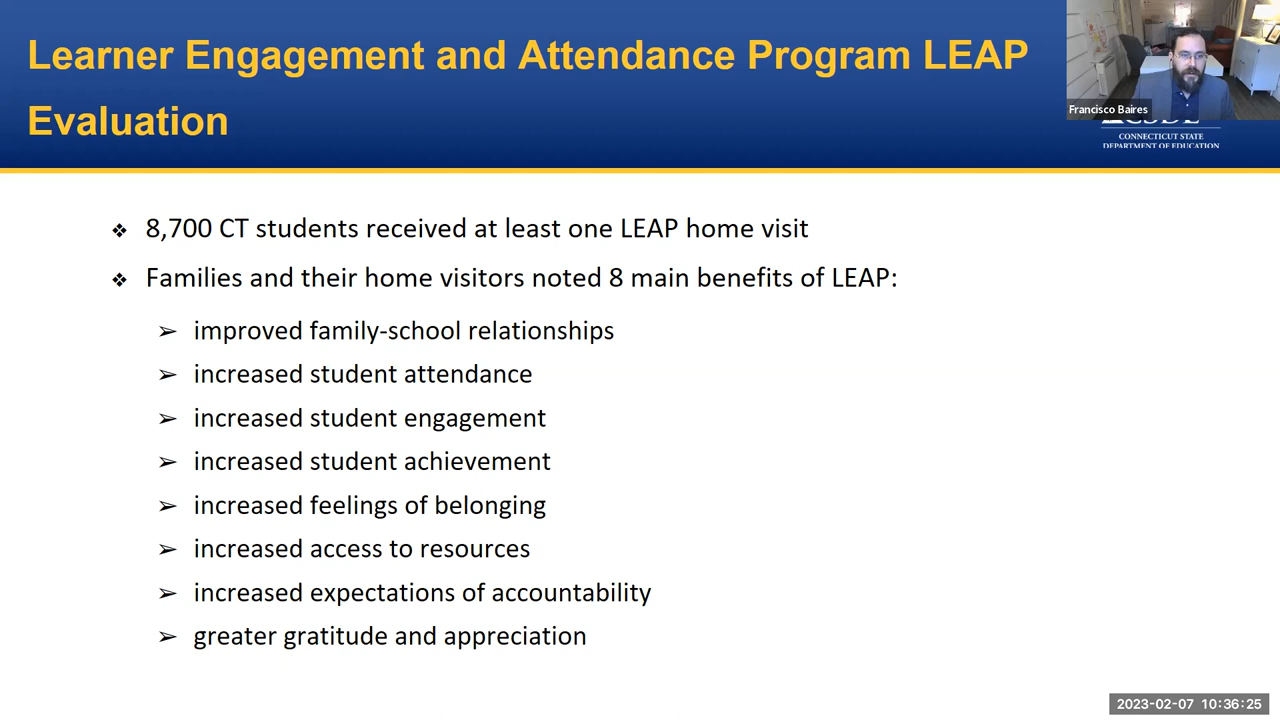 Learner Engagement and Attendance Program LEAP
Evaluation
Francisco Baires
CONNECTICUT STATE
DEPARTMENT OF EDUCATION
❖ 8,700 CT students received at least one LEAP home visit
❖ Families and their home visitors noted 8 main benefits of LEAP:
➢ improved family-school relationships
➢ increased student attendance
➢ increased student engagement
➢ increased student achievement
➢ increased feelings of belonging
➢ increased access to resources
➢ increased expectations of accountability
➢ greater gratitude and appreciation
2023-02-07 10:36:25